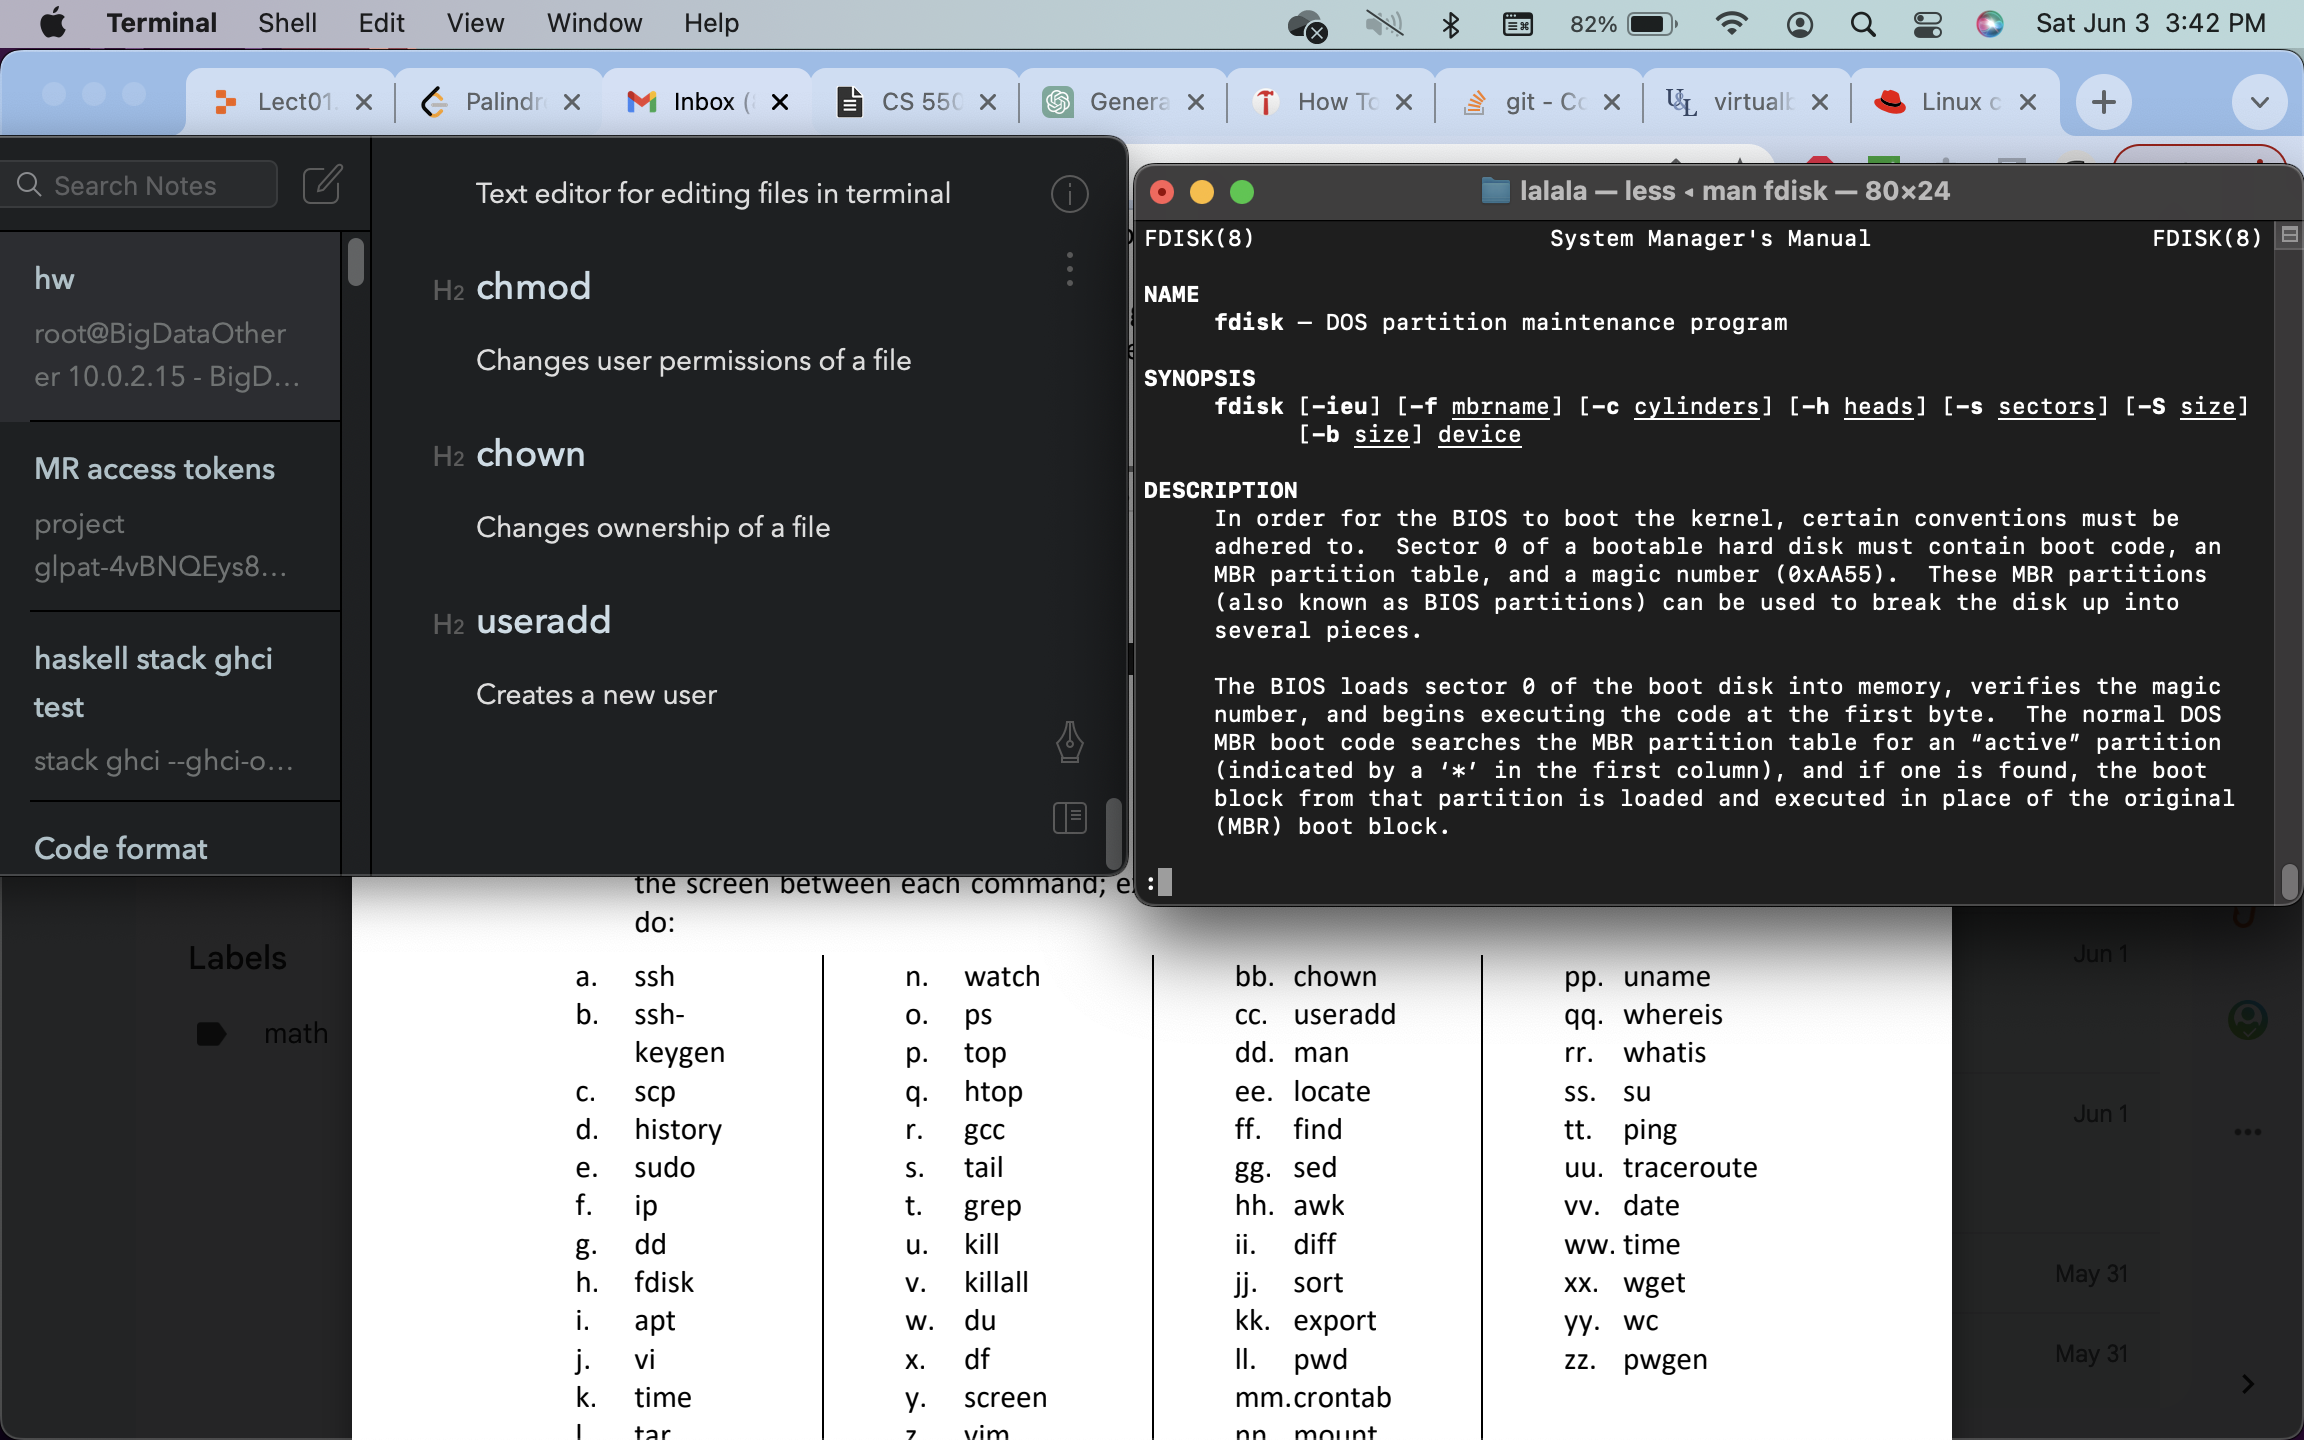 Terminal Shell Edit View Window Help 82% Sat Jun 3 3:42 PM
Lect01. Palindr Inbox ( CS 550 Genera How To git - Co virtualb Linux c
Search Notes
hw
root@BigDataOther
er 10.0.2.15 - BigD...
MR access tokens
project
glpat-4vBNQEys8...
haskell stack ghci
test
stack ghci --ghci-o...
Code format
Text editor for editing files in terminal
H2 chmod
Changes user permissions of a file
H2 chown
Changes ownership of a file
H2 useradd
Creates a new user
lalala — less ◂ man fdisk — 80×24
FDISK(8) System Manager's Manual FDISK(8)
NAME
fdisk – DOS partition maintenance program
SYNOPSIS
fdisk [-ieu] [-f mbrname] [-c cylinders] [-h heads] [-s sectors] [-S size]
[-b size] device
DESCRIPTION
In order for the BIOS to boot the kernel, certain conventions must be
adhered to. Sector 0 of a bootable hard disk must contain boot code, an
MBR partition table, and a magic number (0xAA55). These MBR partitions
(also known as BIOS partitions) can be used to break the disk up into
several pieces.
The BIOS loads sector 0 of the boot disk into memory, verifies the magic
number, and begins executing the code at the first byte. The normal DOS
MBR boot code searches the MBR partition table for an “active” partition
(indicated by a ‘*’ in the first column), and if one is found, the boot
block from that partition is loaded and executed in place of the original
(MBR) boot block.
:
the screen between each command;
do:
a. ssh
b. ssh-
keygen
c. scp
d. history
e. sudo
f. ip
g. dd
h. fdisk
i. apt
j. vi
k. time
l. tar
n. watch
o. ps
p. top
q. htop
r. gcc
s. tail
t. grep
u. kill
v. killall
w. du
x. df
y. screen
z. vim
bb. chown
cc. useradd
dd. man
ee. locate
ff. find
gg. sed
hh. awk
ii. diff
jj. sort
kk. export
ll. pwd
mm. crontab
nn. mount
pp. uname
qq. whereis
rr. whatis
ss. su
tt. ping
uu. traceroute
vv. date
ww. time
xx. wget
yy. wc
zz. pwgen
Labels
math
Jun 1
Jun 1
May 31
May 31